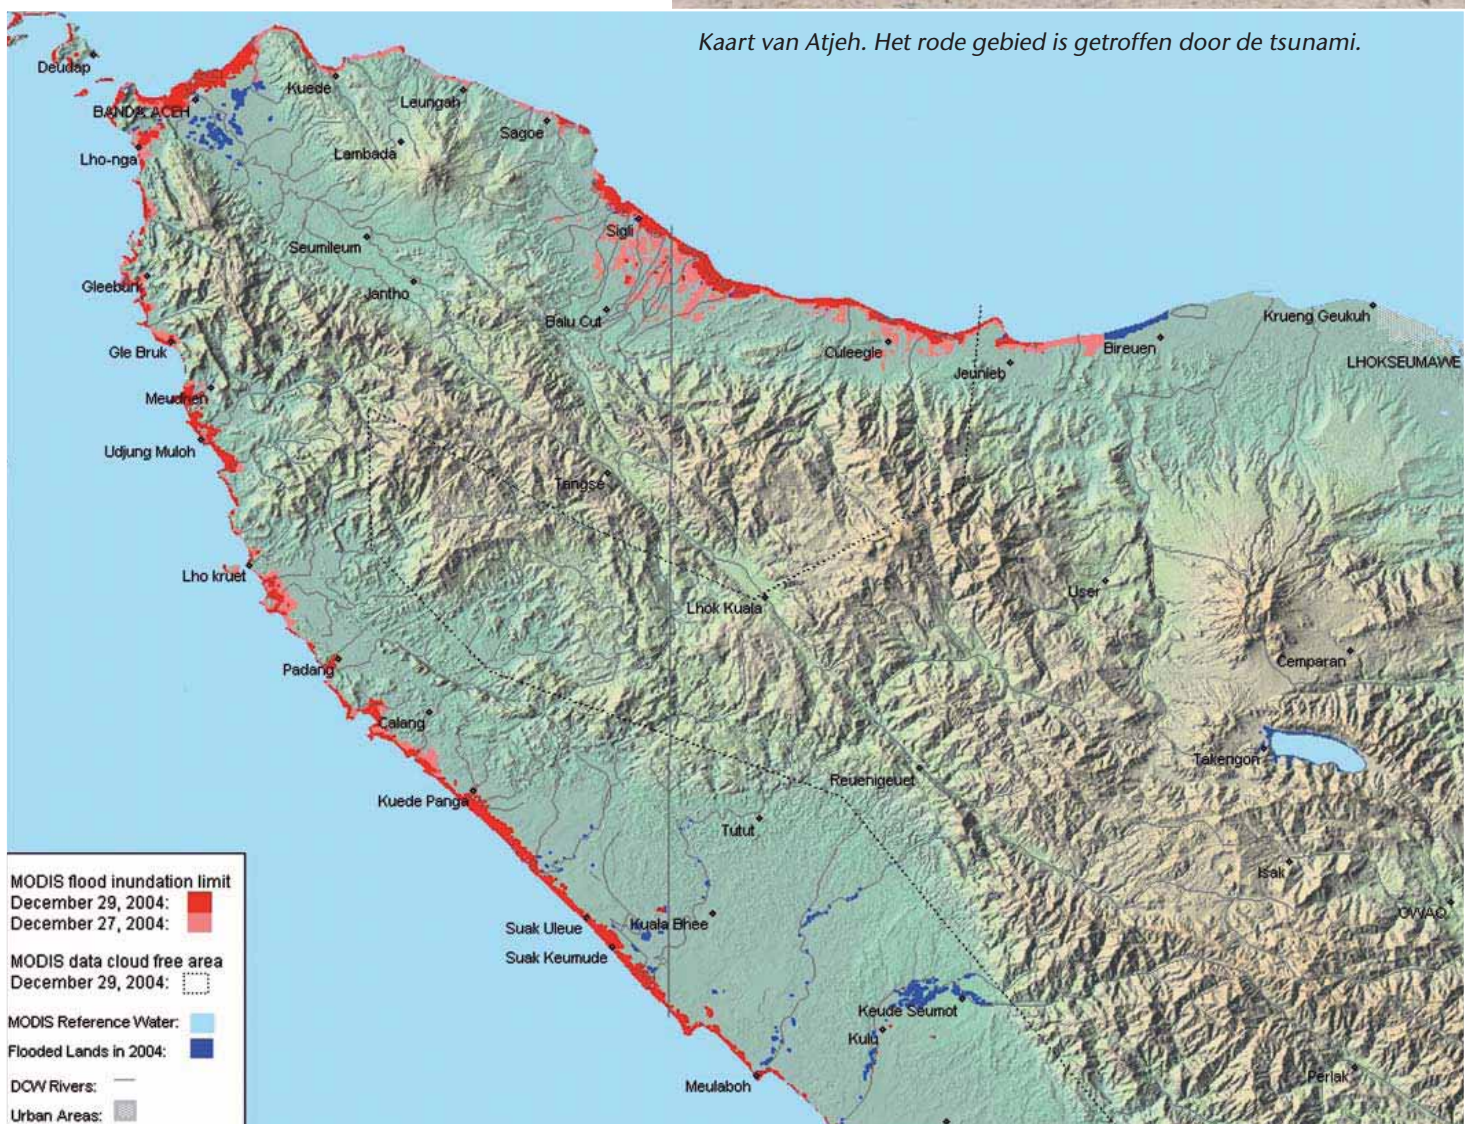 Kaart van Atjeh. Het rode gebied is getroffen door de tsunami.
Deudap
BANDA ACEH
Kuede
Leungah
Sagoe
Lho-nga
Lambada
Sigli
Seumileum
Jantho
Gleebruk
Balu Cut
Gle Bruk
Culeegle
Jeunieb
Bireuen
Krueng Geukuh
LHOKSEUMAWE
Meudhen
Udjung Muloh
Tangse
Lho kruet
Lhok Kuala
User
Cemparan
Padang
Calang
Takengon
Reuenigeuet
Kuede Panga
Tutut
Isak
OWAQ
Suak Uleue
Kuala Bhee
Suak Keumude
Keude Seumot
Kulu
Meulaboh
Perlak
MODIS flood inundation limit
December 29, 2004:
December 27, 2004:
MODIS data cloud free area
December 29, 2004:
MODIS Reference Water:
Flooded Lands in 2004:
DCW Rivers:
Urban Areas: